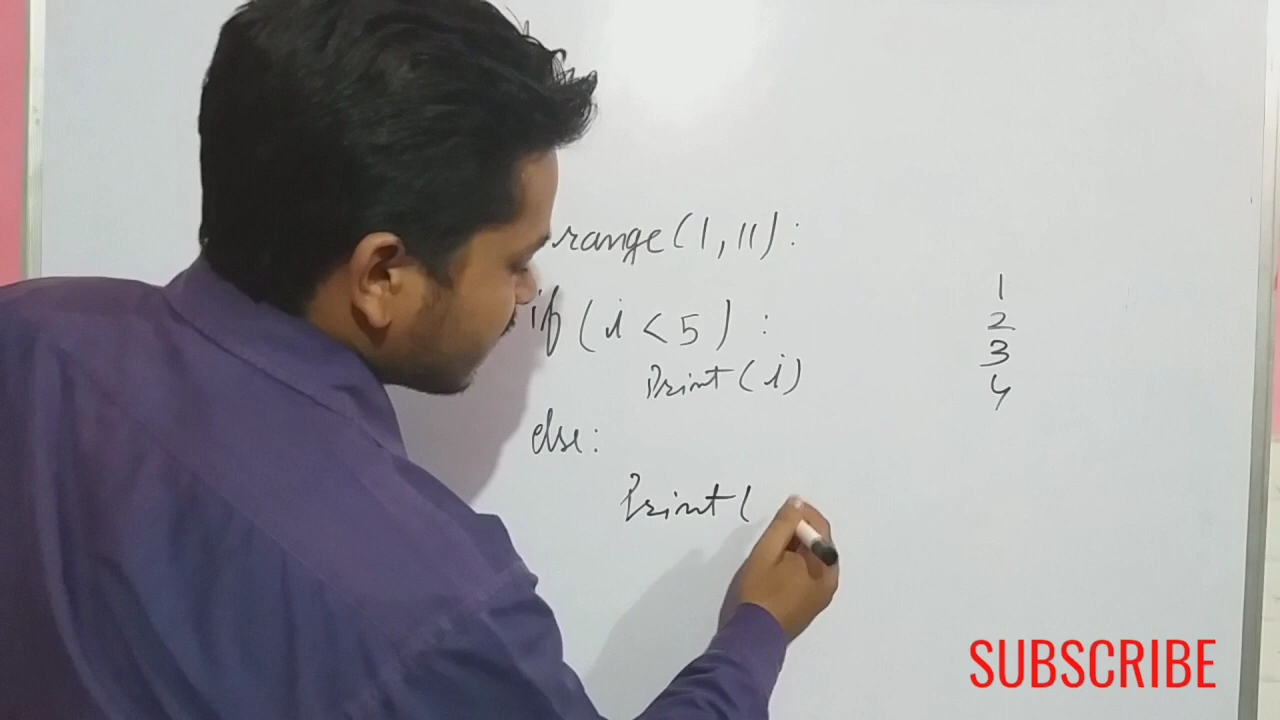 range(1,11):
if(i<5):
Print(i)
else:
Print(
1
2
3
4
SUBSCRIBE